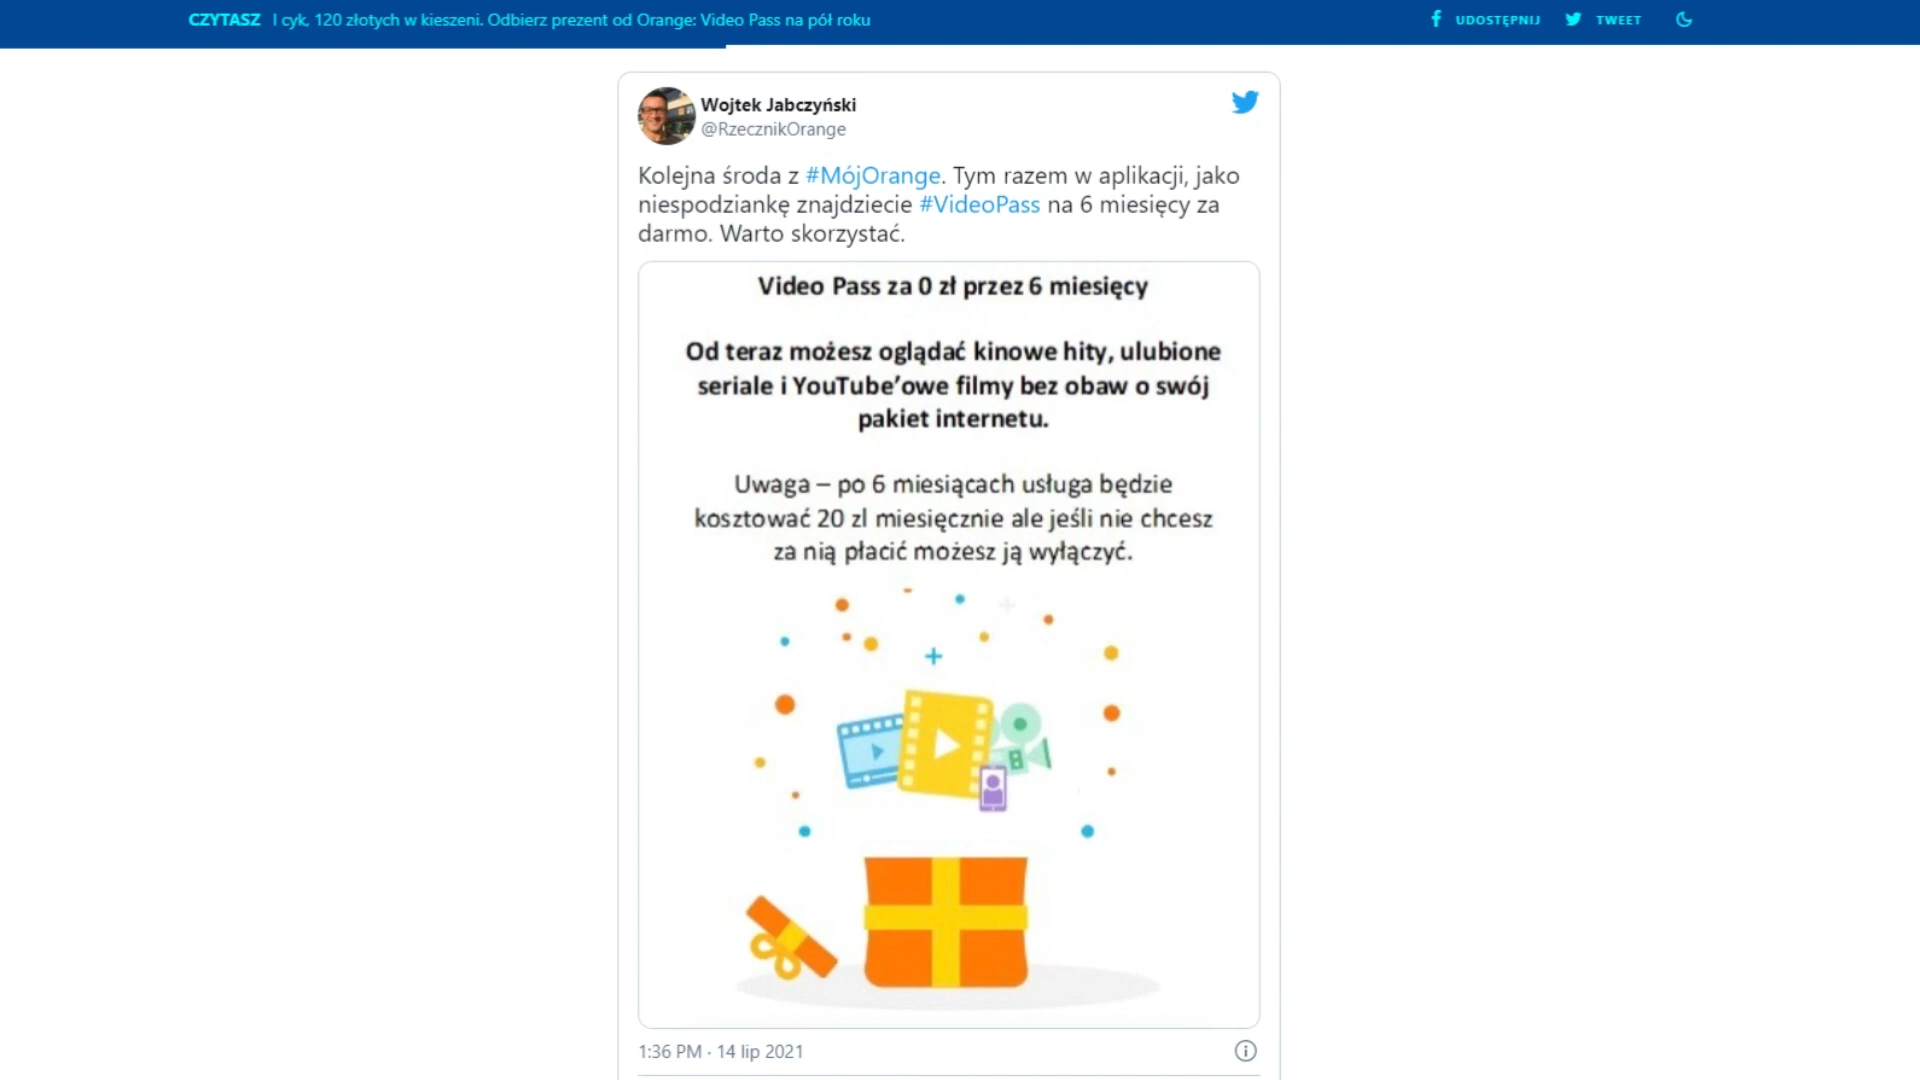 CZYTASZ I cyk, 120 złotych w kieszeni. Odbierz prezent od Orange: Video Pass na pół roku
UDOSTĘPNIJ TWEET
Wojtek Jabczyński
@RzecznikOrange
Kolejna środa z #MójOrange. Tym razem w aplikacji, jako
niespodziankę znajdziecie #VideoPass na 6 miesięcy za
darmo. Warto skorzystać.
Video Pass za 0 zł przez 6 miesięcy
Od teraz możesz oglądać kinowe hity, ulubione
seriale i YouTube’owe filmy bez obaw o swój
pakiet internetu.
Uwaga – po 6 miesiącach usługa będzie
kosztować 20 zl miesięcznie ale jeśli nie chcesz
za nią płacić możesz ją wyłączyć.
1:36 PM · 14 lip 2021